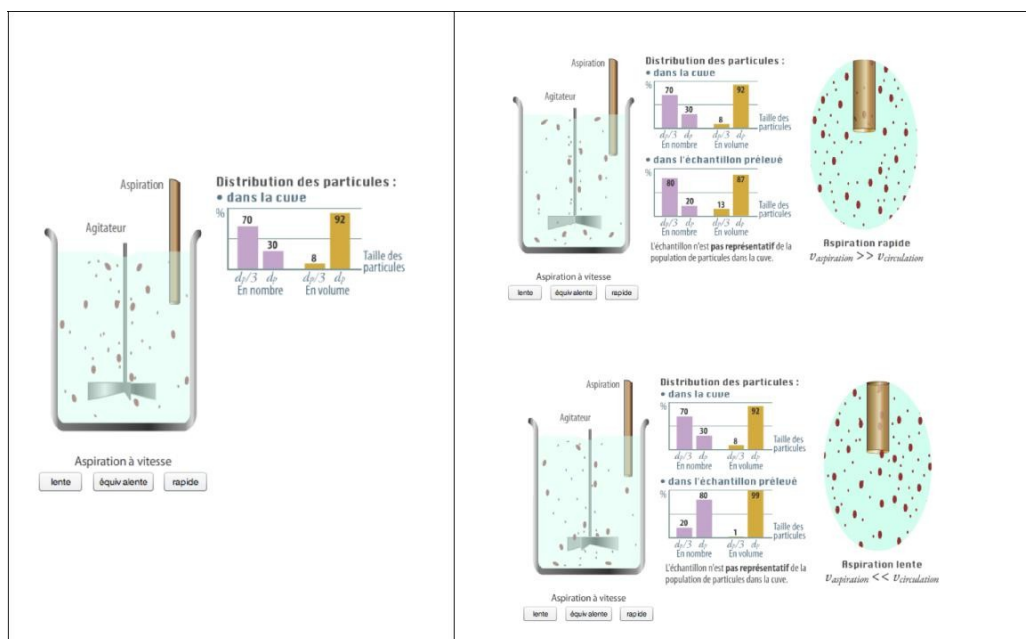 Aspiration
Agitateur
Distribution des particules :
• dans la cuve
%
70
30
8
92
Taille des
particules
dp/3 dp dp/3 dp
En nombre En volume
Aspiration à vitesse
lente équivalente rapide
Aspiration
Agitateur
Distribution des particules :
• dans la cuve
%
70
30
8
92
Taille des
particules
dp/3 dp dp/3 dp
En nombre En volume
• dans l'échantillon prélevé
%
80
20
13
87
Taille des
particules
dp/3 dp dp/3 dp
En nombre En volume
L'échantillon n'est pas représentatif de la
population de particules dans la cuve.
Aspiration rapide
vaspiration >> vcirculation
Aspiration à vitesse
lente équivalente rapide
Aspiration
Agitateur
Distribution des particules :
• dans la cuve
%
70
30
8
92
Taille des
particules
dp/3 dp dp/3 dp
En nombre En volume
• dans l'échantillon prélevé
%
20
80
1
99
Taille des
particules
dp/3 dp dp/3 dp
En nombre En volume
L'échantillon n'est pas représentatif de la
population de particules dans la cuve.
Aspiration lente
vaspiration << vcirculation
Aspiration à vitesse
lente équivalente rapide